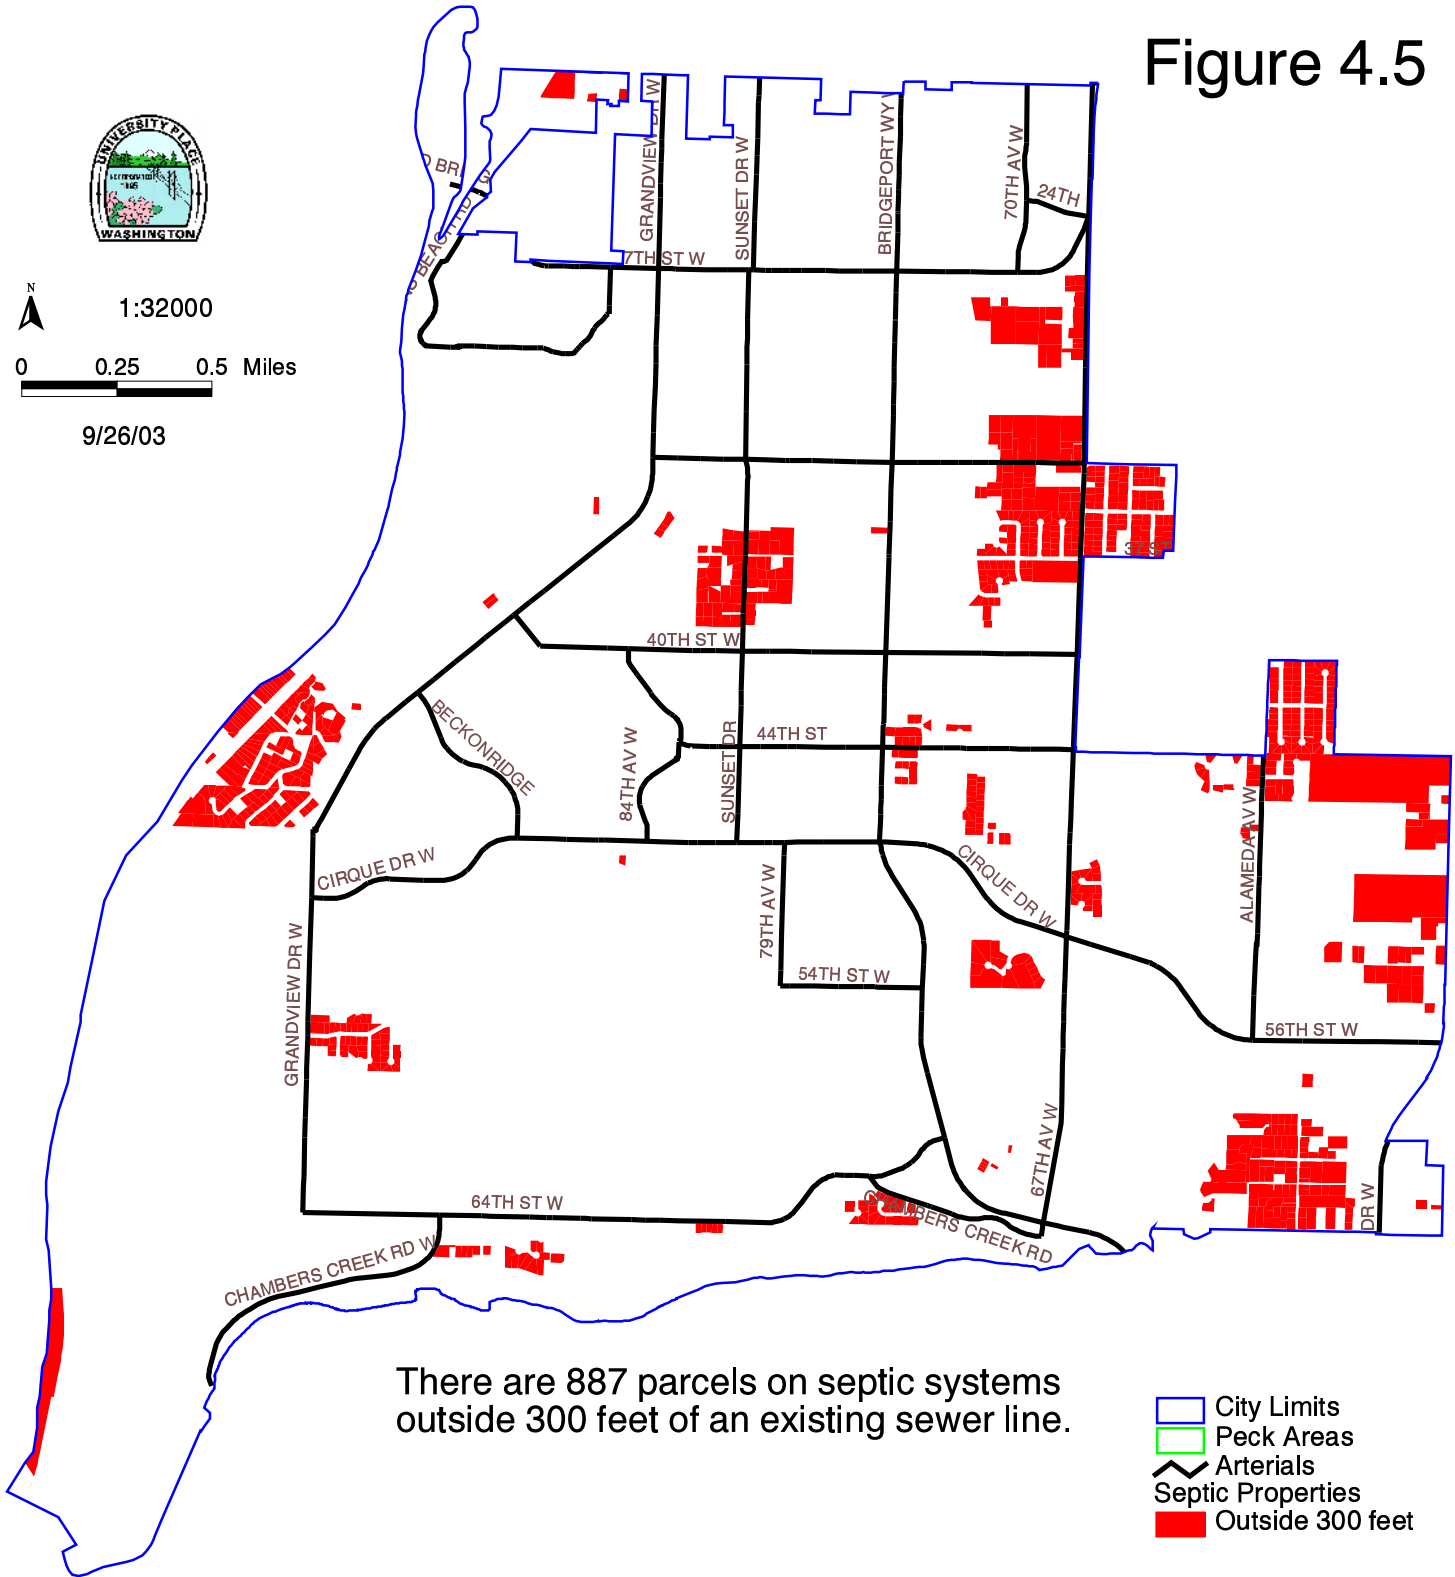 Figure 4.5
UNIVERSITY PLACE
INCORPORATED
1995
WASHINGTON
N
1:32000
0 0.25 0.5 Miles
9/26/03
GRANDVIEW DR W
SUNSET DR W
BRIDGEPORT WY
70TH AV W
24TH
7TH ST W
37 ST
40TH ST W
BECKONRIDGE
84TH AV W
SUNSET DR
44TH ST
CIRQUE DR W
CIRQUE DR W
ALAMEDA AV W
79TH AV W
54TH ST W
GRANDVIEW DR W
56TH ST W
67TH AV W
64TH ST W
CHAMBERS CREEK RD
DR W
CHAMBERS CREEK RD W
There are 887 parcels on septic systems
outside 300 feet of an existing sewer line.
City Limits
Peck Areas
Arterials
Septic Properties
Outside 300 feet